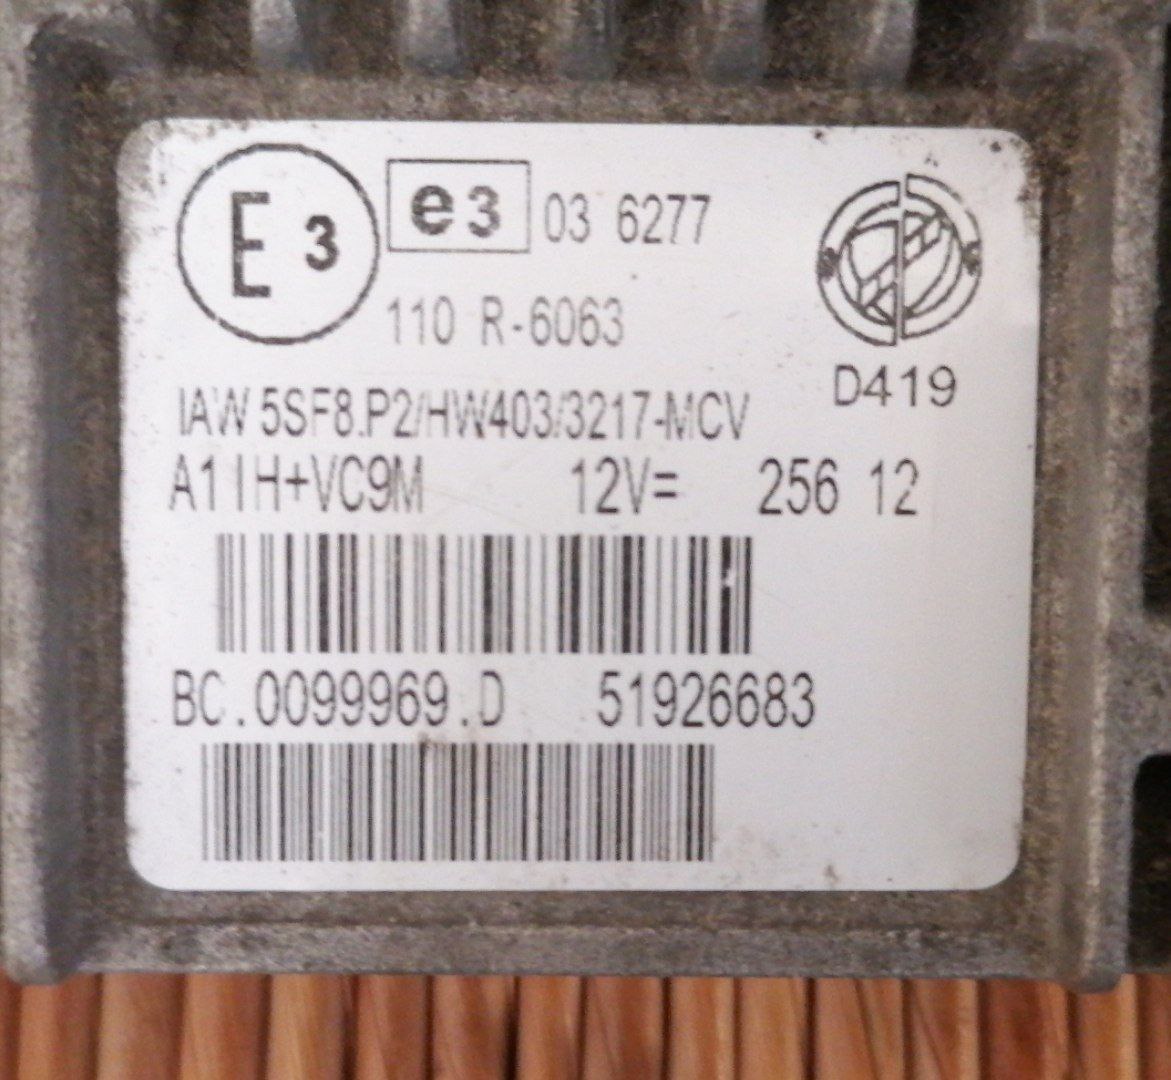 E 3 e3 03 6277
110 R-6063
D419
IAW 5SF8.P2/HW403/3217-MCV
A1 IH+VC9M 12V= 256 12
BC.0099969.D 51926683